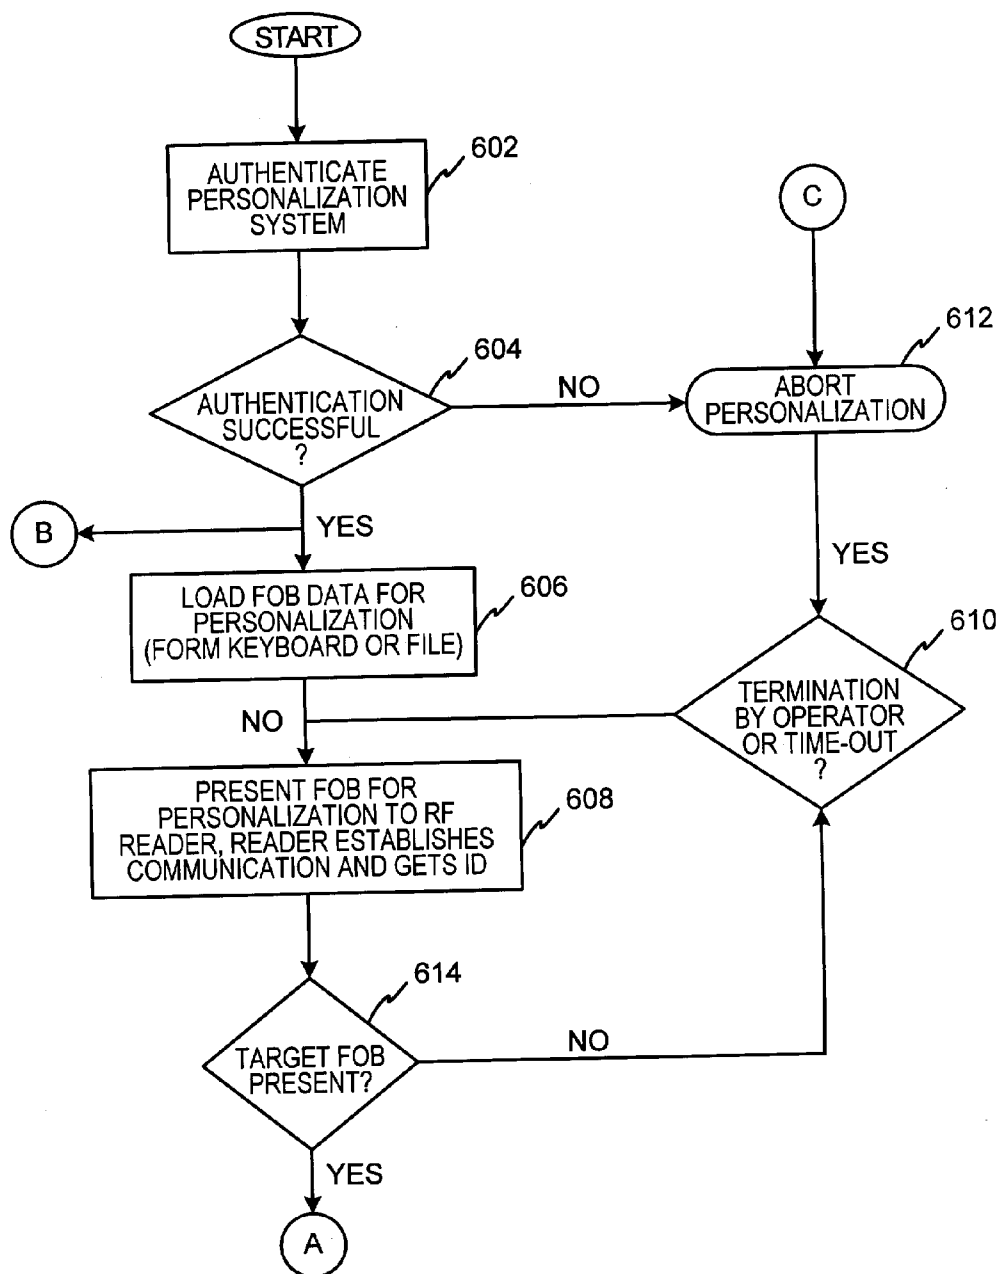 START
602
AUTHENTICATE
PERSONALIZATION
SYSTEM
C
612
604
NO
ABORT
PERSONALIZATION
AUTHENTICATION
SUCCESSFUL
?
B
YES
YES
606
LOAD FOB DATA FOR
PERSONALIZATION
(FORM KEYBOARD OR FILE)
610
TERMINATION
BY OPERATOR
OR TIME-OUT
?
NO
608
PRESENT FOB FOR
PERSONALIZATION TO RF
READER, READER ESTABLISHES
COMMUNICATION AND GETS ID
614
NO
TARGET FOB
PRESENT?
YES
A